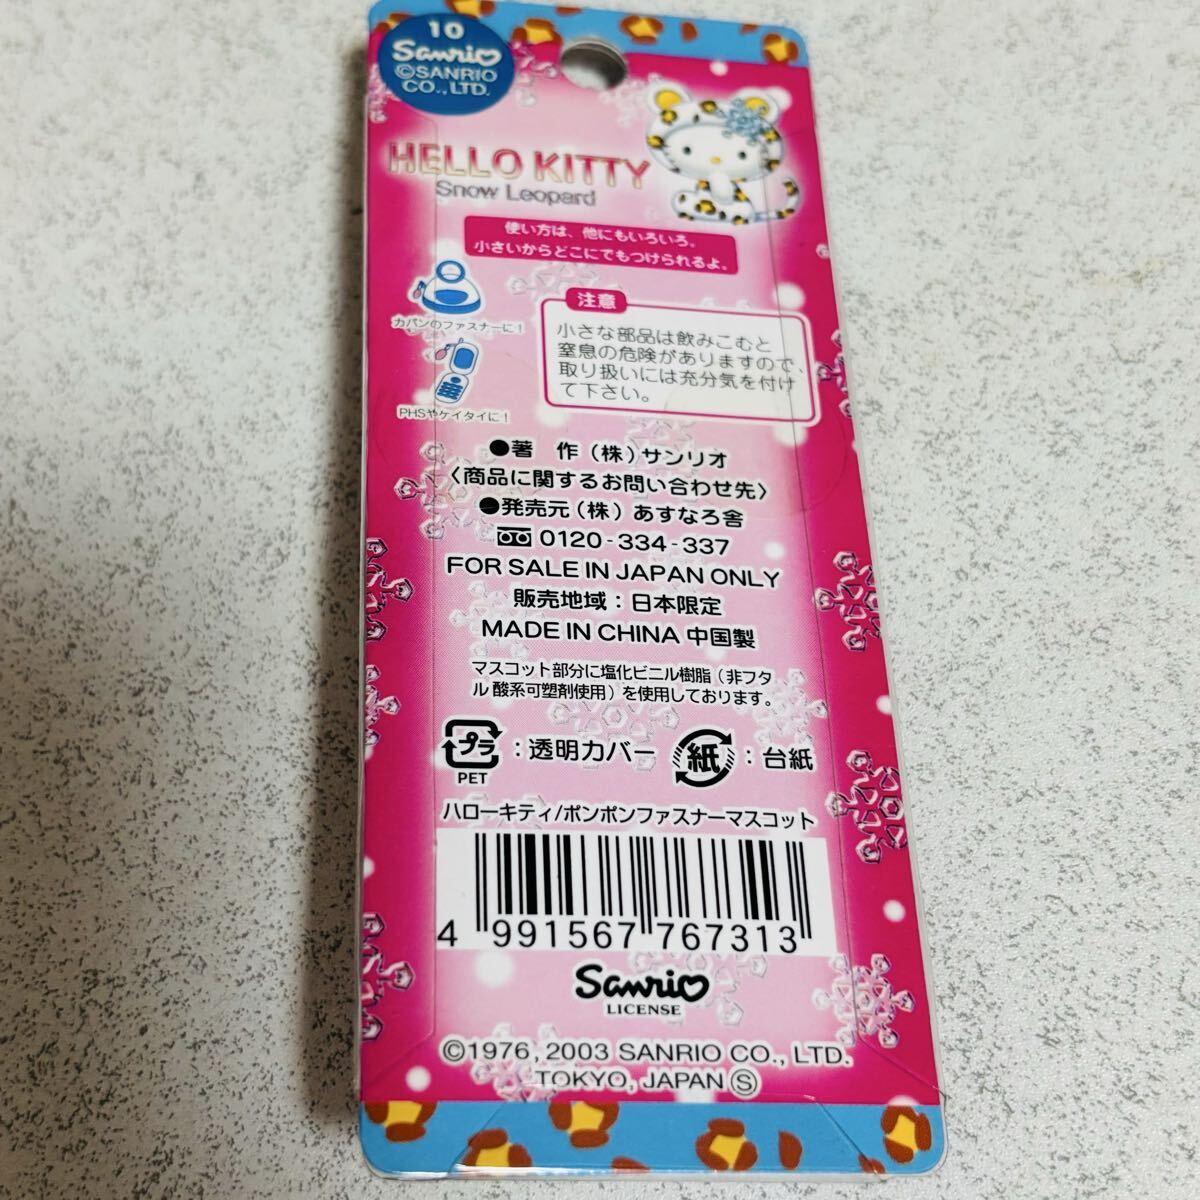 10
Sanrio
©SANRIO
CO.,LTD.
HELLO KITTY
Snow Leopard
使い方は、他にもいろいろ。
小さいからどこにでもつけられるよ。
カバンのファスナーに!
PHSやケイタイに!
注意
小さな部品は飲みこむと
窒息の危険がありますので、
取り扱いには充分気を付け
て下さい。
●著 作(株)サンリオ
〈商品に関するお問い合わせ先〉
●発売元(株)あすなろ舎
0120-334-337
FOR SALE IN JAPAN ONLY
販売地域:日本限定
MADE IN CHINA 中国製
マスコット部分に塩化ビニル樹脂(非フタ
ル酸系可塑剤使用)を使用しております。
プラ
PET
:透明カバー
紙
:台紙
ハローキティ/ポンポンファスナーマスコット
4 991567 767313
Sanrio
LICENSE
©1976, 2003 SANRIO CO., LTD.
TOKYO, JAPAN Ⓢ